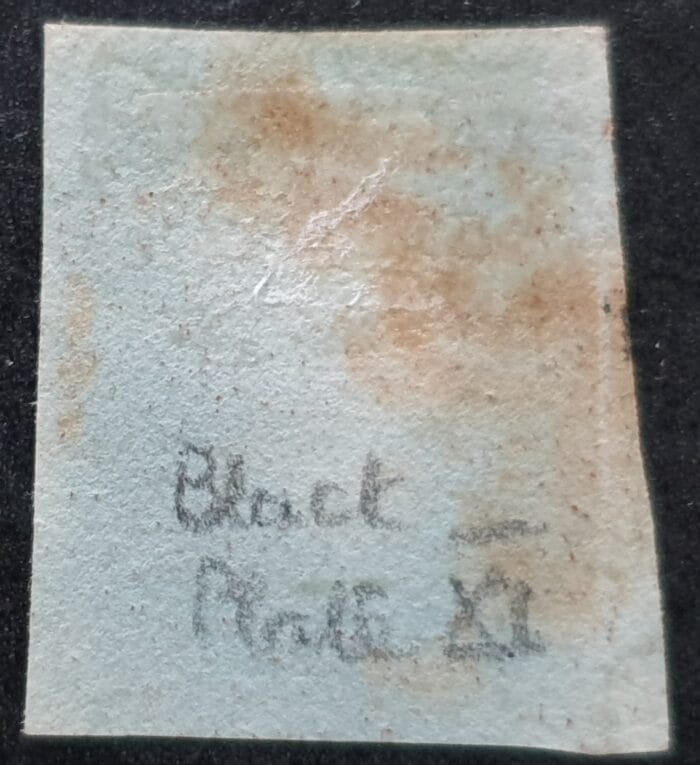 Black —
Plate XI